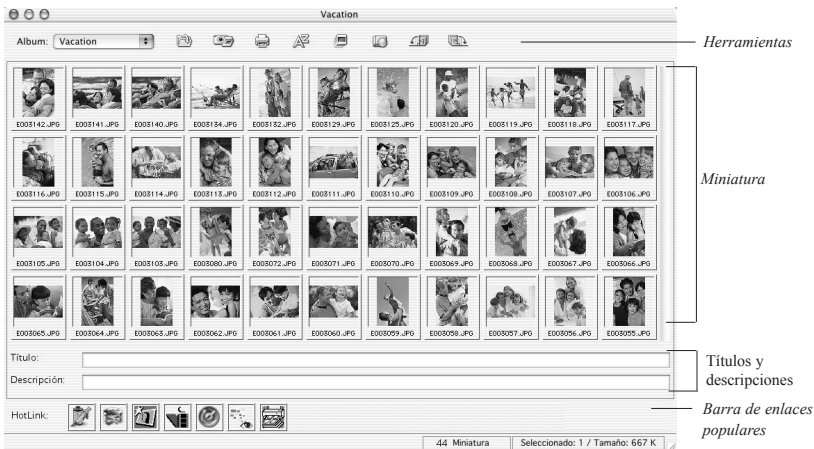 Vacation
Album: Vacation
Herramientas
E003142.JPG E003141.JPG E003140.JPG E003134.JPG E003132.JPG E003129.JPG E003125.JPG E003120.JPG E003119.JPG E003118.JPG E003117.JPG
E003116.JPG E003115.JPG E003114.JPG E003113.JPG E003112.JPG E003111.JPG E003110.JPG E003109.JPG E003108.JPG E003107.JPG E003106.JPG
Miniatura
E003105.JPG E003104.JPG E003103.JPG E003080.JPG E003072.JPG E003071.JPG E003070.JPG E003069.JPG E003068.JPG E003067.JPG E003066.JPG
E003065.JPG E003064.JPG E003063.JPG E003062.JPG E003061.JPG E003060.JPG E003059.JPG E003058.JPG E003057.JPG E003056.JPG E003055.JPG
Título:
Descripción:
Títulos y
descripciones
HotLink:
Barra de enlaces
populares
44 Miniatura
Seleccionado: 1 / Tamaño: 667 K